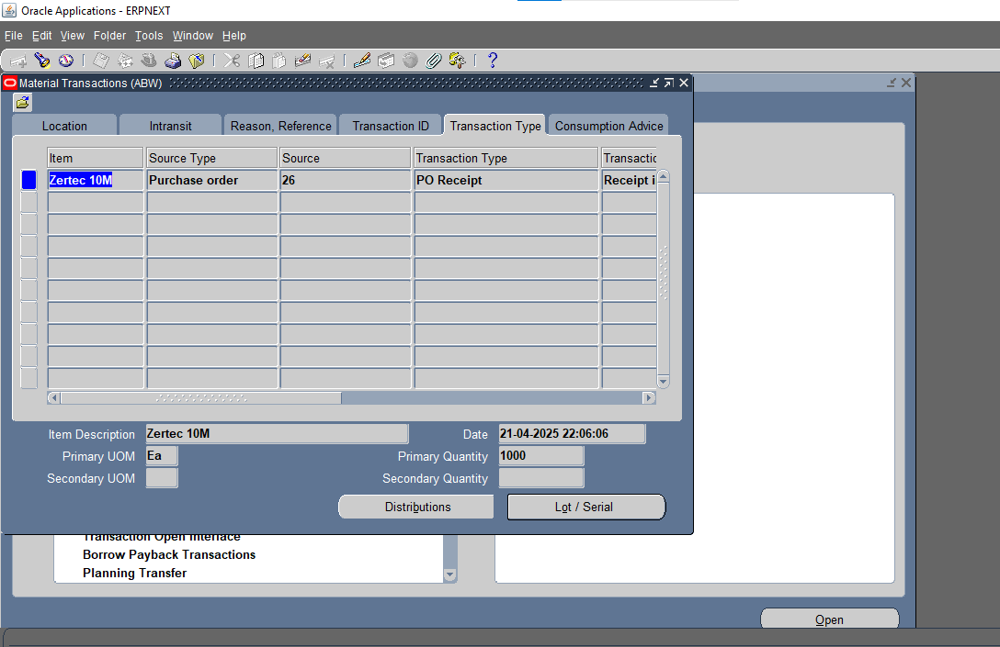 Oracle Applications - ERPNEXT
File Edit View Folder Tools Window Help
Material Transactions (ABW)
Location Intransit Reason, Reference Transaction ID Transaction Type Consumption Advice
Item Source Type Source Transaction Type Transactic
Zertec 10M Purchase order 26 PO Receipt Receipt i
Item Description Zertec 10M Date 21-04-2025 22:06:06
Primary UOM Ea Primary Quantity 1000
Secondary UOM Secondary Quantity
Distributions Lot / Serial
Transaction Open Interface
Borrow Payback Transactions
Planning Transfer
Open